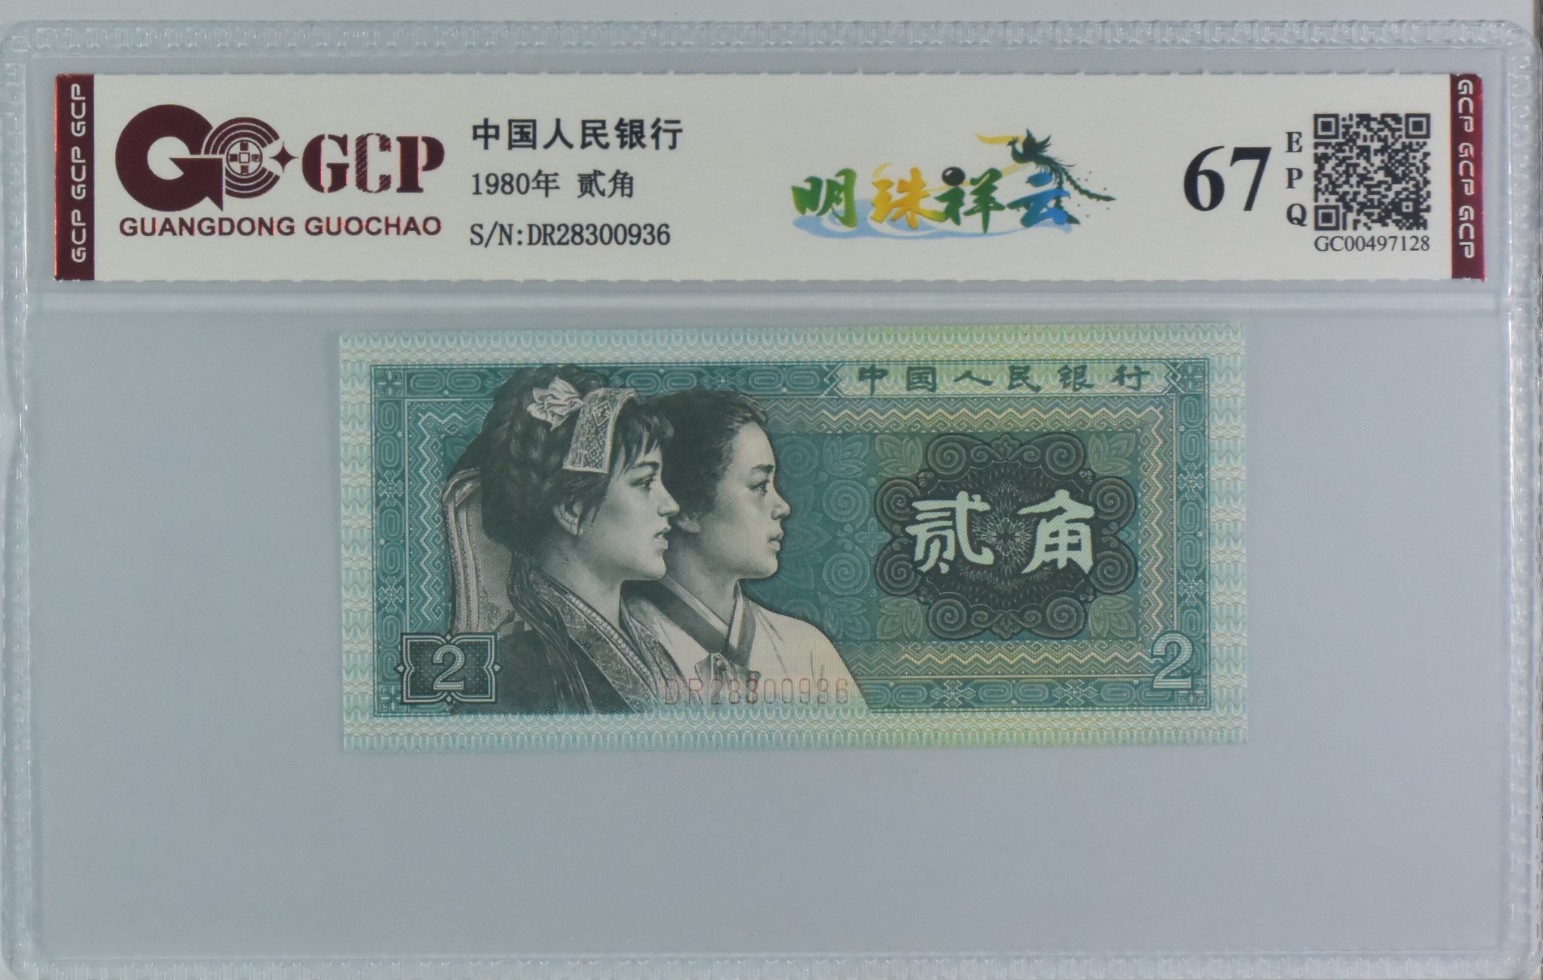 GCP GCP GCP
GCP
GUANGDONG GUOCHAO
中国人民银行
1980年 贰角
S/N:DR28300936
明珠祥云
67
EPQ
GC00497128
GCP GCP GCP
中国人民银行
贰角
2
2
DR28300936